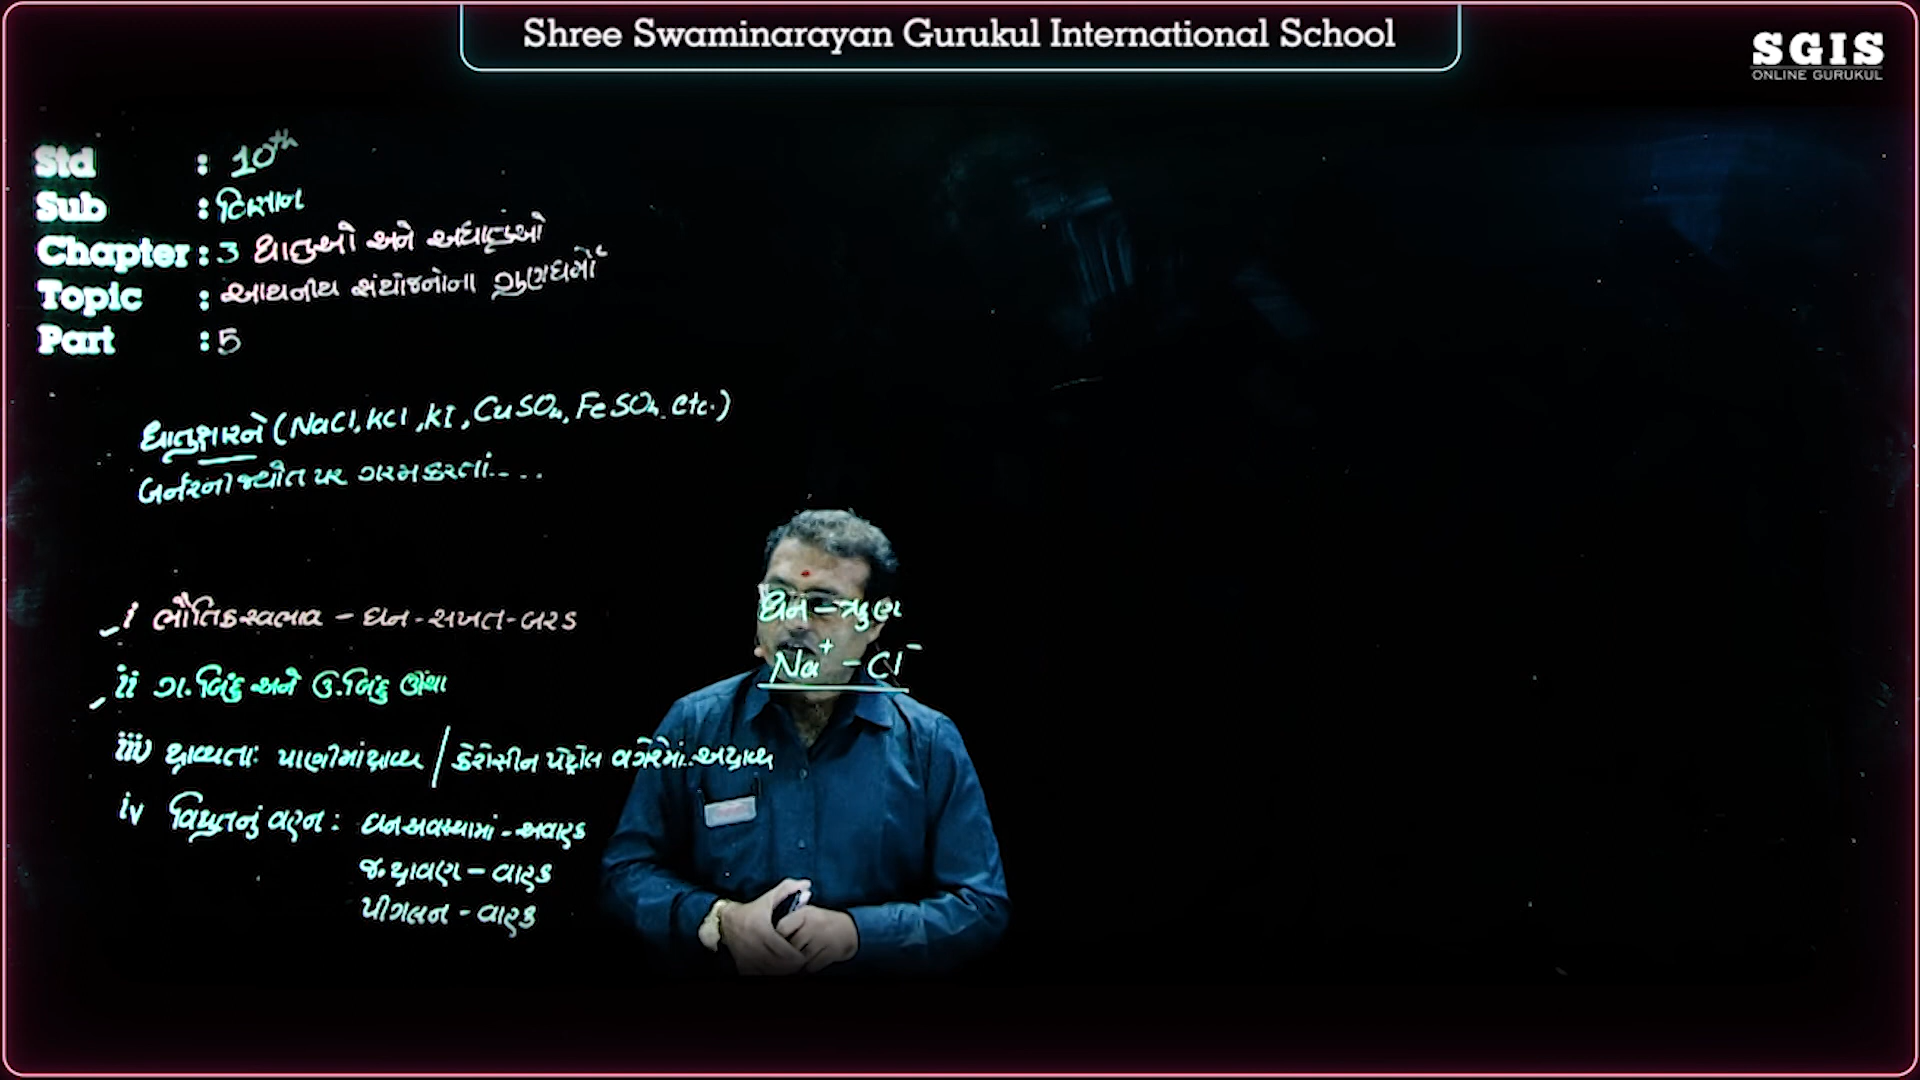 Shree Swaminarayan Gurukul International School
SGIS
ONLINE GURUKUL
Std : 10th
Sub : વિજ્ઞાન
Chapter : 3 ધાતુઓ અને અધાતુઓ
Topic : આયનીય સંયોજનોના ગુણધર્મો
Part : 5
ધાતુક્ષારને (NaCl, KCl, KI, CuSO4, FeSO4 etc.)
બર્નરની જ્યોત પર ગરમ કરતાં....
i ભૌતિક સ્વભાવ - ઘન - સખત - બરડ
ii ગ. બિંદુ અને ઉ. બિંદુ ઊંચા
iii) દ્રાવ્યતા: પાણીમાં દ્રાવ્ય / કેરોસીન પેટ્રોલ વગેરેમાં..અદ્રાવ્ય
iv વિદ્યુતનું વહન : ઘન અવસ્થામાં - અવાહક
જ. દ્રાવણ - વાહક
પીગલન - વાહક
ધન - ઋણ
Na+ - Cl-